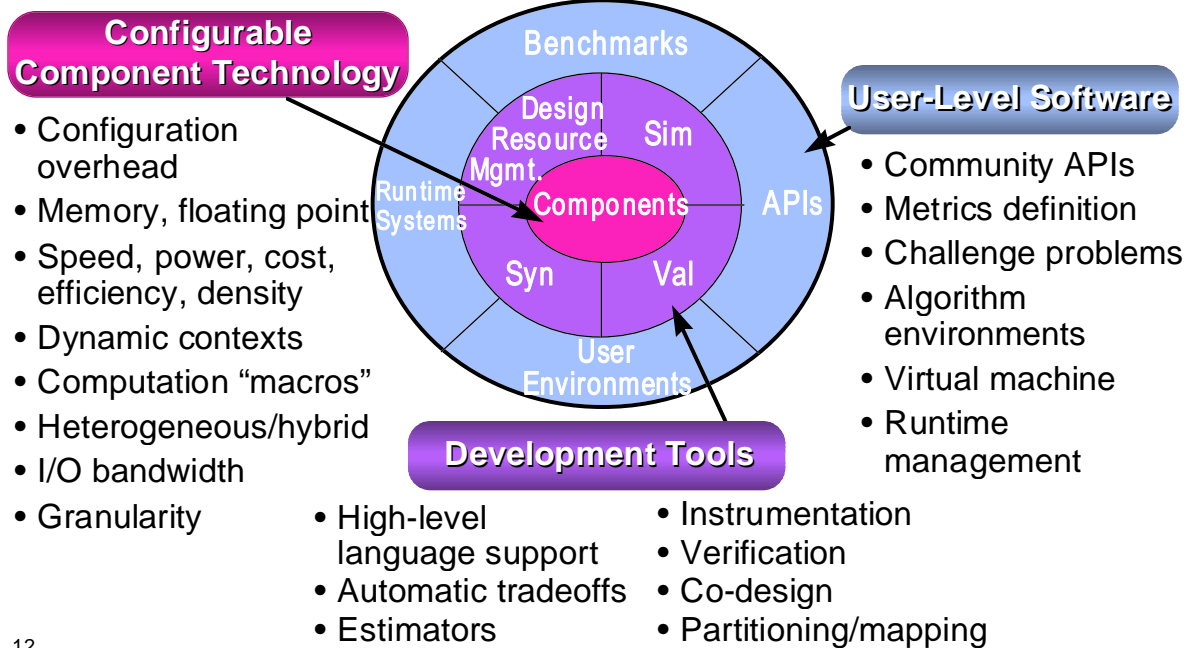 Configurable
Component Technology
• Configuration
overhead
• Memory, floating point
• Speed, power, cost,
efficiency, density
• Dynamic contexts
• Computation “macros”
• Heterogeneous/hybrid
• I/O bandwidth
• Granularity
Benchmarks
Design
Resource
Mgmt.
Sim
Runtime
Systems
Components
APIs
Syn
Val
User
Environments
User-Level Software
• Community APIs
• Metrics definition
• Challenge problems
• Algorithm
environments
• Virtual machine
• Runtime
management
Development Tools
• High-level
language support
• Automatic tradeoffs
• Estimators
• Instrumentation
• Verification
• Co-design
• Partitioning/mapping
12